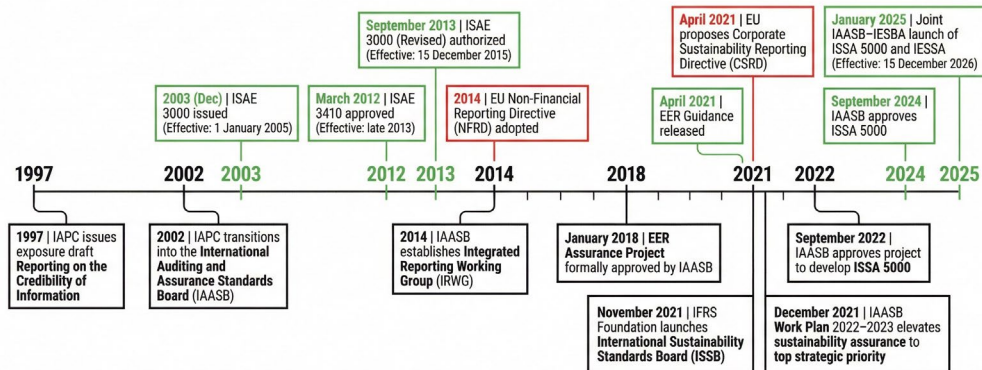 September 2013 | ISAE
3000 (Revised) authorized
(Effective: 15 December 2015)
April 2021 | EU
proposes Corporate
Sustainability Reporting
Directive (CSRD)
January 2025 | Joint
IAASB–IESBA launch of
ISSA 5000 and IESSA
(Effective: 15 December 2026)
2003 (Dec) | ISAE
3000 issued
(Effective: 1 January 2005)
March 2012 | ISAE
3410 approved
(Effective: late 2013)
2014 | EU Non-Financial
Reporting Directive
(NFRD) adopted
April 2021 |
EER Guidance
released
September 2024 |
IAASB approves
ISSA 5000
1997 2002 2003 2012 2013 2014 2018 2021 2022 2024 2025
1997 | IAPC issues
exposure draft
Reporting on the
Credibility of
Information
2002 | IAPC transitions
into the International
Auditing and
Assurance Standards
Board (IAASB)
2014 | IAASB
establishes Integrated
Reporting Working
Group (IRWG)
January 2018 | EER
Assurance Project
formally approved by IAASB
September 2022 |
IAASB approves project
to develop ISSA 5000
November 2021 | IFRS
Foundation launches
International Sustainability
Standards Board (ISSB)
December 2021 | IAASB
Work Plan 2022–2023 elevates
sustainability assurance to
top strategic priority